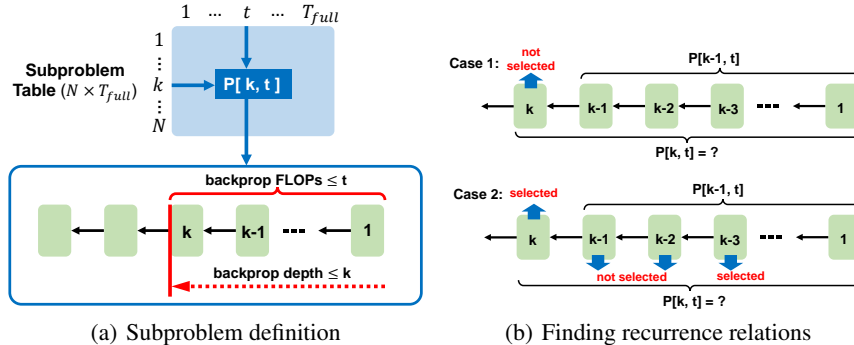 1 ... t ... T_full
Subproblem
Table (N × T_full)
1
⋮
k
⋮
N
P[ k, t ]
backprop FLOPs ≤ t
k
k-1
1
backprop depth ≤ k
(a) Subproblem definition
Case 1:
not
selected
P[k-1, t]
k
k-1
k-2
k-3
1
P[k, t] = ?
Case 2:
selected
P[k-1, t]
k
k-1
k-2
k-3
1
not selected
selected
P[k, t] = ?
(b) Finding recurrence relations